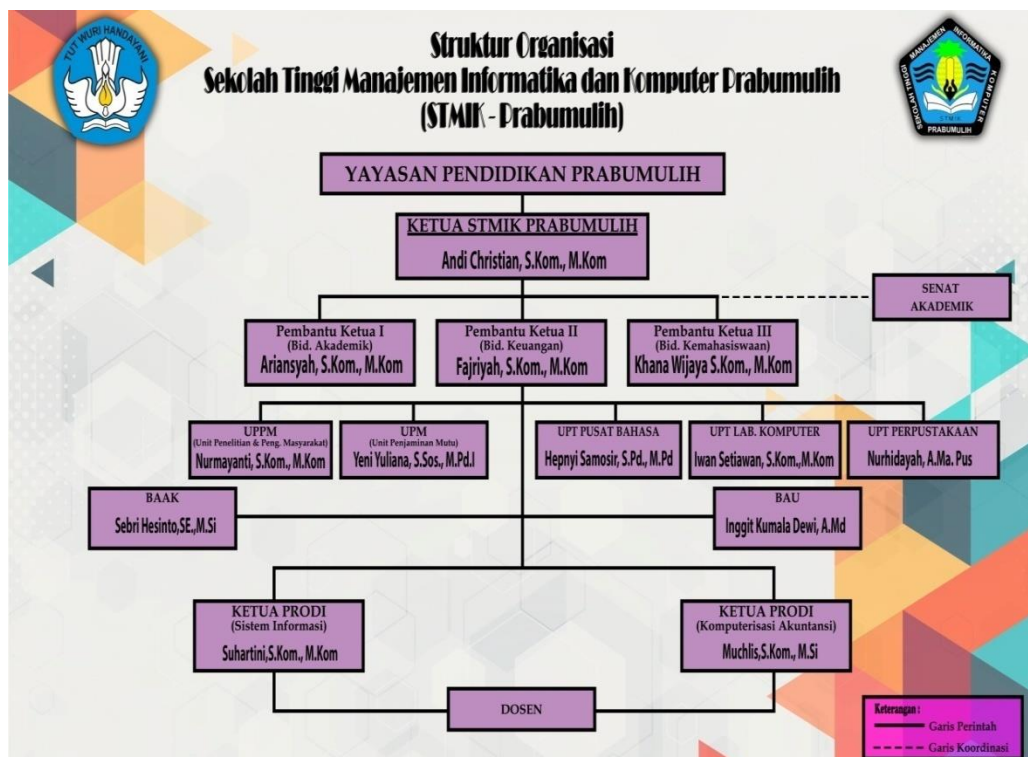 TUT WURI HANDAYANI
Struktur Organisasi
Sekolah Tinggi Manajemen Informatika dan Komputer Prabumulih
(STMIK - Prabumulih)
SEKOLAH TINGGI MANAJEMEN INFORMATIKA KOMPUTER
STMIK
PRABUMULIH
YAYASAN PENDIDIKAN PRABUMULIH
KETUA STMIK PRABUMULIH
Andi Christian, S.Kom., M.Kom
SENAT
AKADEMIK
Pembantu Ketua I
(Bid. Akademik)
Ariansyah, S.Kom., M.Kom
Pembantu Ketua II
(Bid. Keuangan)
Fajriyah, S.Kom., M.Kom
Pembantu Ketua III
(Bid. Kemahasiswaan)
Khana Wijaya S.Kom., M.Kom
UPPM
(Unit Penelitian & Peng. Masyarakat)
Nurmayanti, S.Kom., M.Kom
UPM
(Unit Penjaminan Mutu)
Yeni Yuliana, S.Sos., M.Pd.I
UPT PUSAT BAHASA
Hepnyi Samosir, S.Pd., M.Pd
UPT LAB. KOMPUTER
Iwan Setiawan, S.Kom.,M.Kom
UPT PERPUSTAKAAN
Nurhidayah, A.Ma. Pus
BAAK
Sebri Hesinto,SE.,M.Si
BAU
Inggit Kumala Dewi, A.Md
KETUA PRODI
(Sistem Informasi)
Suhartini,S.Kom., M.Kom
KETUA PRODI
(Komputerisasi Akuntansi)
Muchlis,S.Kom., M.Si
DOSEN
Keterangan :
Garis Perintah
Garis Koordinasi